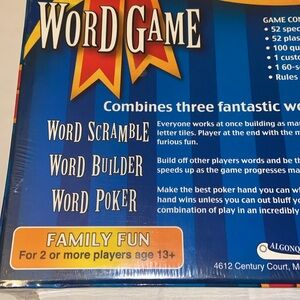 WORD GAME
GAME CO
• 52 spec
• 52 plas
• 100 qu
• 1 custo
• 1 60-s
• Rules
Combines three fantastic wo
WORD SCRAMBLE
Everyone works at once building as ma
letter tiles. Player at the end with the m
furious fun.
WORD BUILDER
Build off other players words and be th
speeds up as the game progresses ma
WORD POKER
Make the best poker hand you can wh
hand wins unless you can out bluff yo
combination of play in an incredibly
FAMILY FUN
For 2 or more players age 13+
ALGONQ
4612 Century Court, M